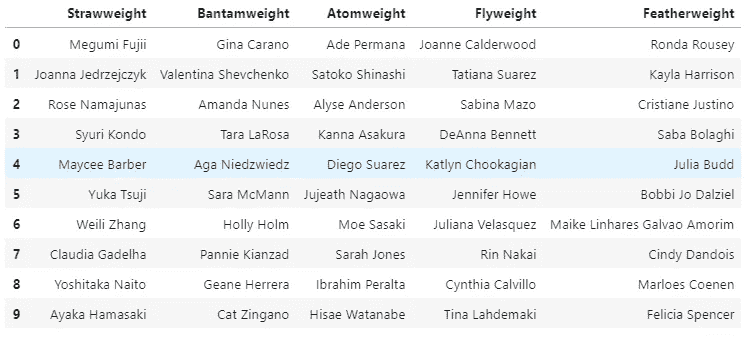 Strawweight Bantamweight Atomweight Flyweight Featherweight
0 Megumi Fujii Gina Carano Ade Permana Joanne Calderwood Ronda Rousey
1 Joanna Jedrzejczyk Valentina Shevchenko Satoko Shinashi Tatiana Suarez Kayla Harrison
2 Rose Namajunas Amanda Nunes Alyse Anderson Sabina Mazo Cristiane Justino
3 Syuri Kondo Tara LaRosa Kanna Asakura DeAnna Bennett Saba Bolaghi
4 Maycee Barber Aga Niedzwiedz Diego Suarez Katlyn Chookagian Julia Budd
5 Yuka Tsuji Sara McMann Jujeath Nagaowa Jennifer Howe Bobbi Jo Dalziel
6 Weili Zhang Holly Holm Moe Sasaki Juliana Velasquez Maike Linhares Galvao Amorim
7 Claudia Gadelha Pannie Kianzad Sarah Jones Rin Nakai Cindy Dandois
8 Yoshitaka Naito Geane Herrera Ibrahim Peralta Cynthia Calvillo Marloes Coenen
9 Ayaka Hamasaki Cat Zingano Hisae Watanabe Tina Lahdemaki Felicia Spencer